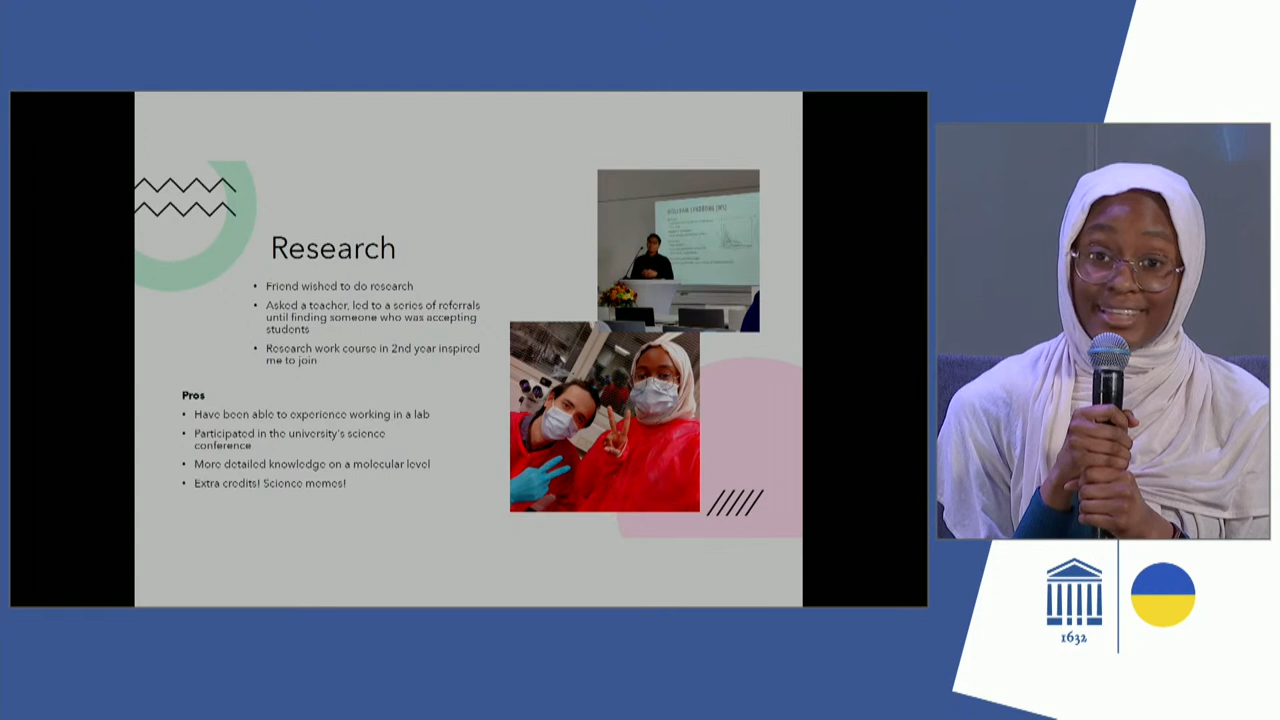 Research
• Friend wished to do research
• Asked a teacher, led to a series of referrals
until finding someone who was accepting
students
• Research work course in 2nd year inspired
me to join
Pros
• Have been able to experience working in a lab
• Participated in the university's science
conference
• More detailed knowledge on a molecular level
• Extra credits! Science memes!
1632